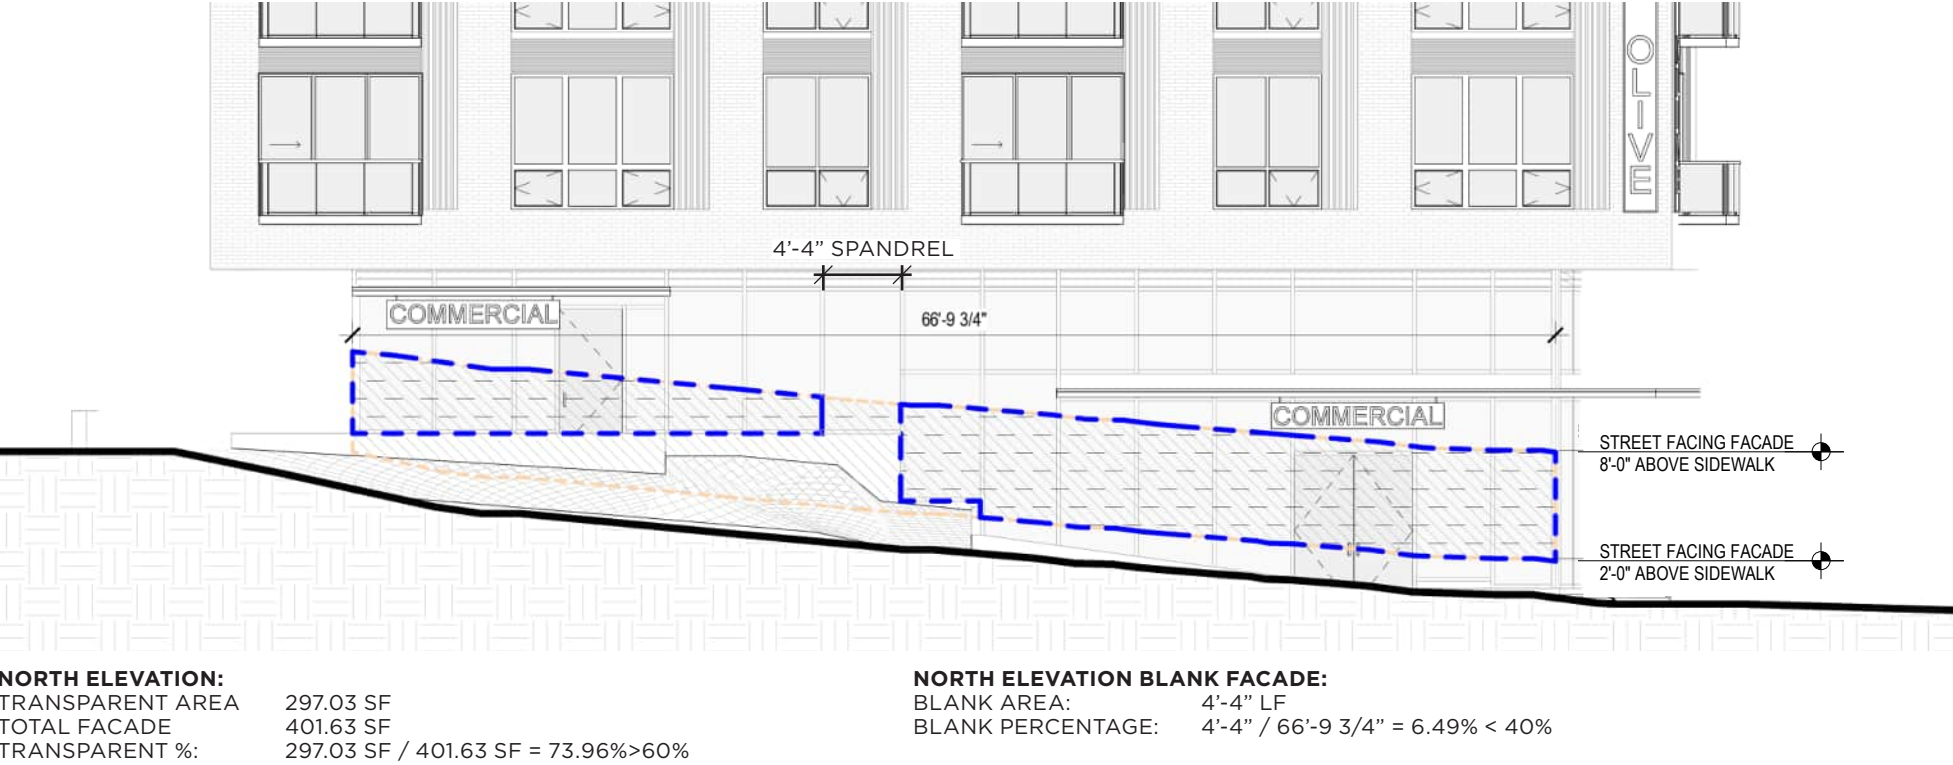 OLIVE
4'-4" SPANDREL
COMMERCIAL
66'-9 3/4"
COMMERCIAL
STREET FACING FACADE
8'-0" ABOVE SIDEWALK
STREET FACING FACADE
2'-0" ABOVE SIDEWALK
NORTH ELEVATION:
TRANSPARENT AREA 297.03 SF
TOTAL FACADE 401.63 SF
TRANSPARENT %: 297.03 SF / 401.63 SF = 73.96%>60%
NORTH ELEVATION BLANK FACADE:
BLANK AREA: 4'-4" LF
BLANK PERCENTAGE: 4'-4" / 66'-9 3/4" = 6.49% < 40%